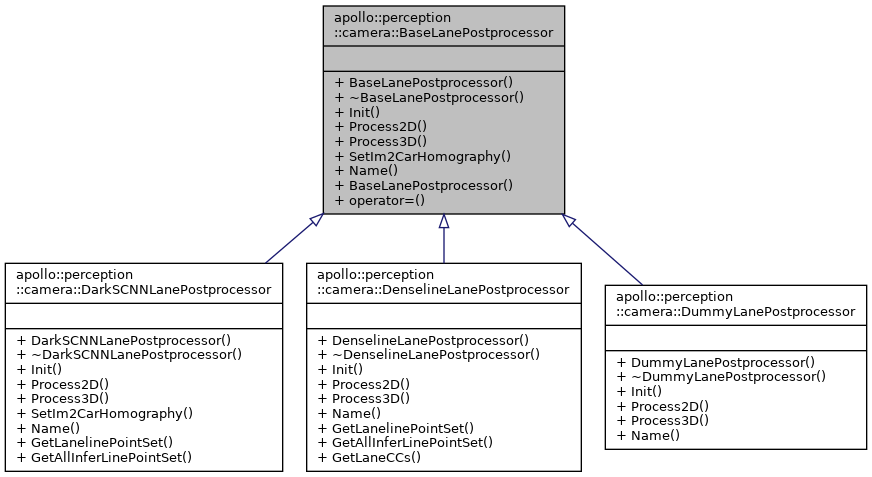 apollo::perception
::camera::BaseLanePostprocessor
+ BaseLanePostprocessor()
+ ~BaseLanePostprocessor()
+ Init()
+ Process2D()
+ Process3D()
+ SetIm2CarHomography()
+ Name()
+ BaseLanePostprocessor()
+ operator=()
apollo::perception
::camera::DarkSCNNLanePostprocessor
+ DarkSCNNLanePostprocessor()
+ ~DarkSCNNLanePostprocessor()
+ Init()
+ Process2D()
+ Process3D()
+ SetIm2CarHomography()
+ Name()
+ GetLanelinePointSet()
+ GetAllInferLinePointSet()
apollo::perception
::camera::DenselineLanePostprocessor
+ DenselineLanePostprocessor()
+ ~DenselineLanePostprocessor()
+ Init()
+ Process2D()
+ Process3D()
+ Name()
+ GetLanelinePointSet()
+ GetAllInferLinePointSet()
+ GetLaneCCs()
apollo::perception
::camera::DummyLanePostprocessor
+ DummyLanePostprocessor()
+ ~DummyLanePostprocessor()
+ Init()
+ Process2D()
+ Process3D()
+ Name()